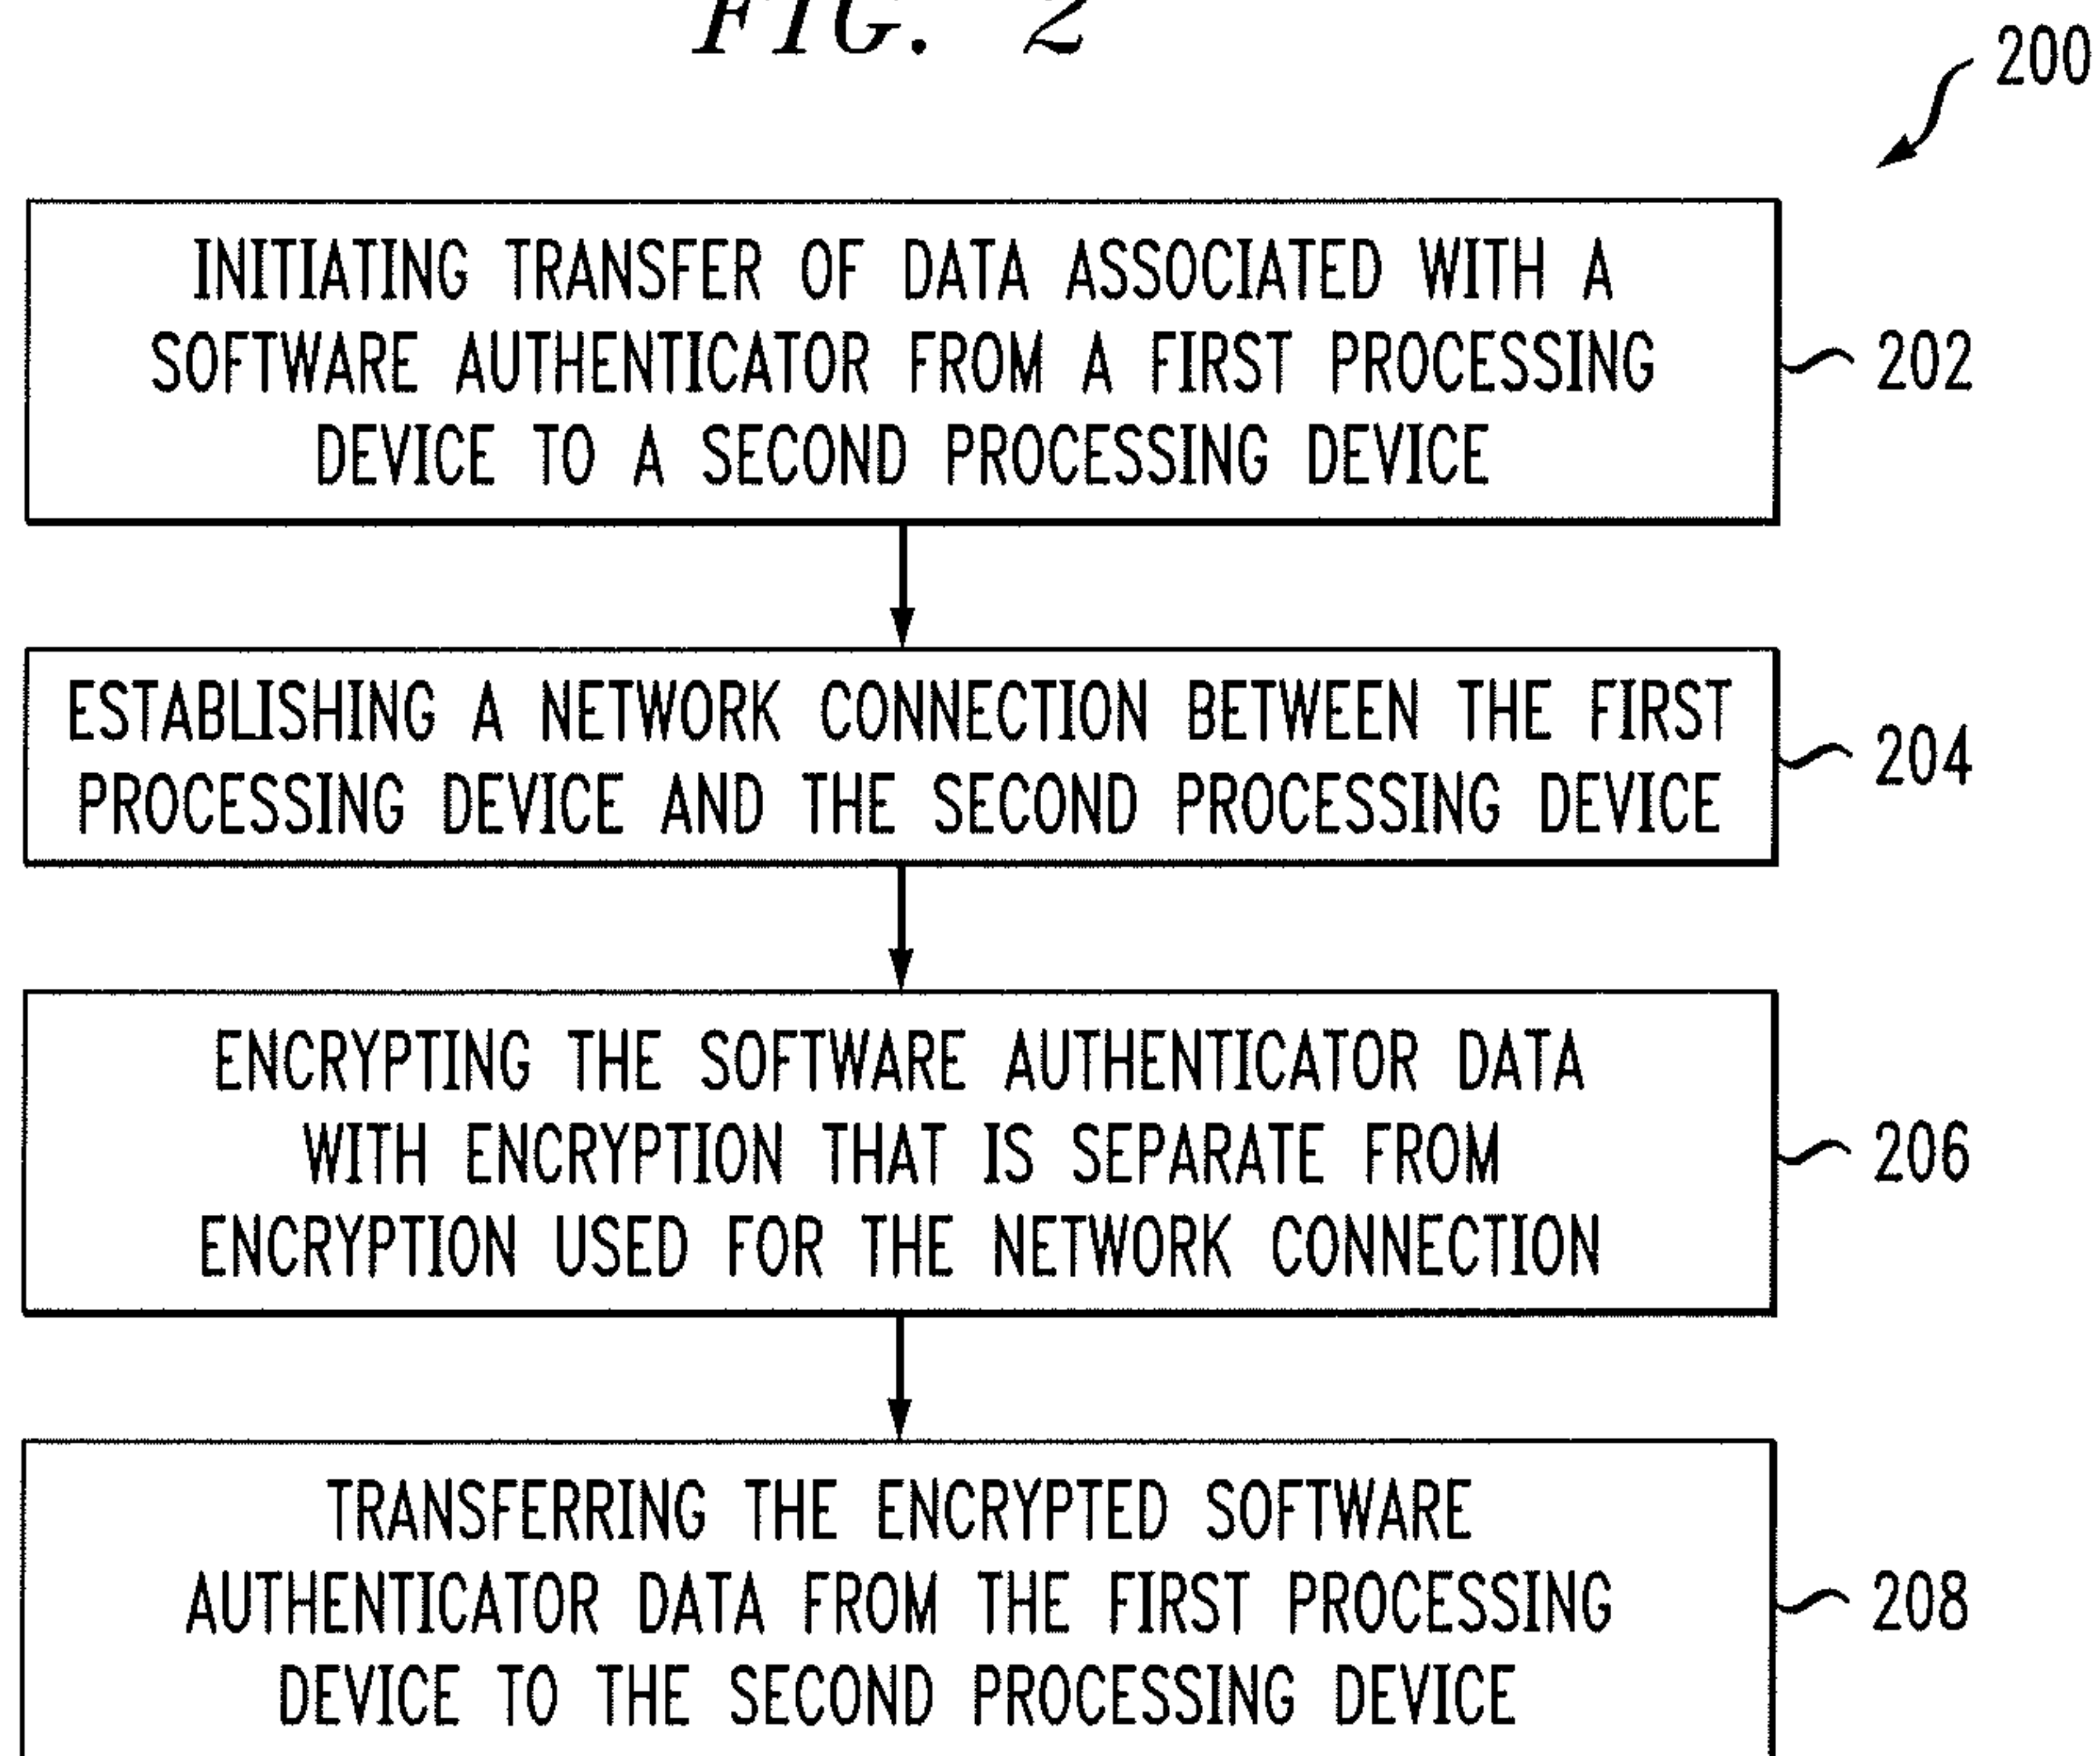 FIG. 2
200
INITIATING TRANSFER OF DATA ASSOCIATED WITH A
SOFTWARE AUTHENTICATOR FROM A FIRST PROCESSING
DEVICE TO A SECOND PROCESSING DEVICE
202
ESTABLISHING A NETWORK CONNECTION BETWEEN THE FIRST
PROCESSING DEVICE AND THE SECOND PROCESSING DEVICE
204
ENCRYPTING THE SOFTWARE AUTHENTICATOR DATA
WITH ENCRYPTION THAT IS SEPARATE FROM
ENCRYPTION USED FOR THE NETWORK CONNECTION
206
TRANSFERRING THE ENCRYPTED SOFTWARE
AUTHENTICATOR DATA FROM THE FIRST PROCESSING
DEVICE TO THE SECOND PROCESSING DEVICE
208